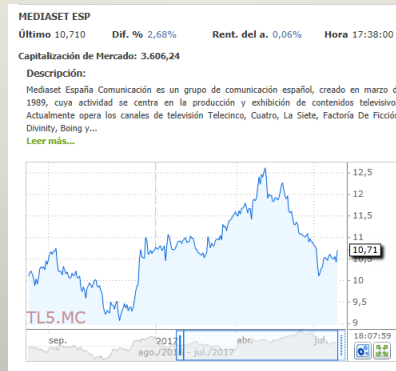 MEDIASET ESP
Último 10,710 Dif. % 2,68% Rent. del a. 0,06% Hora 17:38:00
Capitalización de Mercado: 3.606,24
Descripción:
Mediaset España Comunicación es un grupo de comunicación español, creado en marzo d
1989, cuya actividad se centra en la producción y exhibición de contenidos televisivo
Actualmente opera los canales de televisión Telecinco, Cuatro, La Siete, Factoría De Ficción
Divinity, Boing y...
Leer más...
12,5
12
11,5
11
10,71
10
9,5
9
TL5.MC
sep. 2017 abr. jul.
ago./2016 - jul./2017
18:07:59